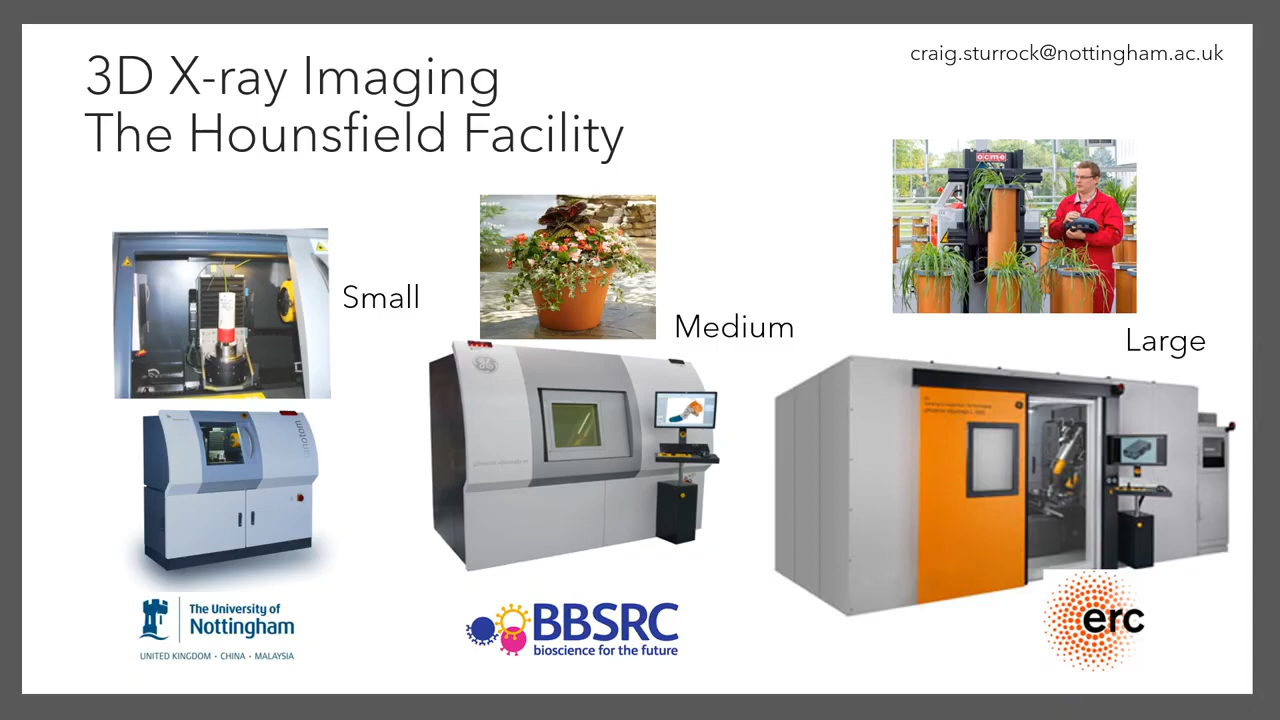 craig.sturrock@nottingham.ac.uk
3D X-ray Imaging
The Hounsfield Facility
acmo
Small
Medium
Large
The University of
Nottingham
UNITED KINGDOM • CHINA • MALAYSIA
BBSRC
bioscience for the future
erc